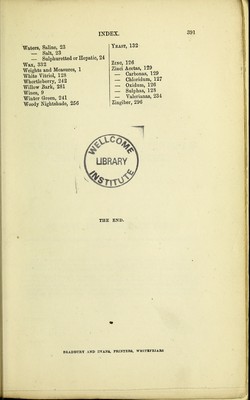 INDEX. 391
Waters, Saline, 23
— Salt, 23
— Sulphuretted or Hepatic, 24
Wax, 332
Weights and Measures, 1
White Vitriol, 128
Whortleberry, 242
Willow Bark, 281
Wines, 9
Winter Green, 241
Woody Nightshade, 256
Yeast, 132
Zinc, 126
Zinci Acetas, 129
— Carbonas, 129
— Chloridum, 127
— Oxidum, 126
— Sulphas, 128
— Valerianas, 234
Zingiber, 296
WELLCOME
LIBRARY
INSTITUTE
THE END.
BRADBURY AND EVANS, PRINTERS, WHITEFRIARS